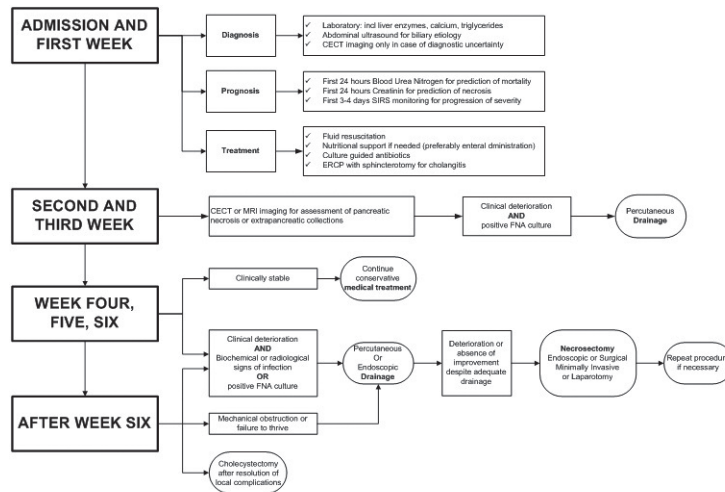 ADMISSION AND
FIRST WEEK
Diagnosis
✓ Laboratory: incl liver enzymes, calcium, triglycerides
✓ Abdominal ultrasound for biliary etiology
✓ CECT imaging only in case of diagnostic uncertainty
Prognosis
✓ First 24 hours Blood Urea Nitrogen for prediction of mortality
✓ First 24 hours Creatinin for prediction of necrosis
✓ First 3-4 days SIRS monitoring for progression of severity
Treatment
✓ Fluid resuscitation
✓ Nutritional support if needed (preferably enteral dministration)
✓ Culture guided antibiotics
✓ ERCP with sphincterotomy for cholangitis
SECOND AND
THIRD WEEK
CECT or MRI imaging for assessment of pancreatic
necrosis or extrapancreatic collections
Clinical deterioration
AND
positive FNA culture
Percutaneous
Drainage
WEEK FOUR,
FIVE, SIX
Clinically stable
Continue
conservative
medical treatment
Clinical deterioration
AND
Biochemical or radiological
signs of infection
OR
positive FNA culture
Percutaneous
Or
Endoscopic
Drainage
Deterioration or
absence of
improvement
despite adequate
drainage
Necrosectomy
Endoscopic or Surgical
Minimally Invasive
or Laparotomy
Repeat procedure
if necessary
AFTER WEEK SIX
Mechanical obstruction or
failure to thrive
Cholecystectomy
after resolution of
local complications